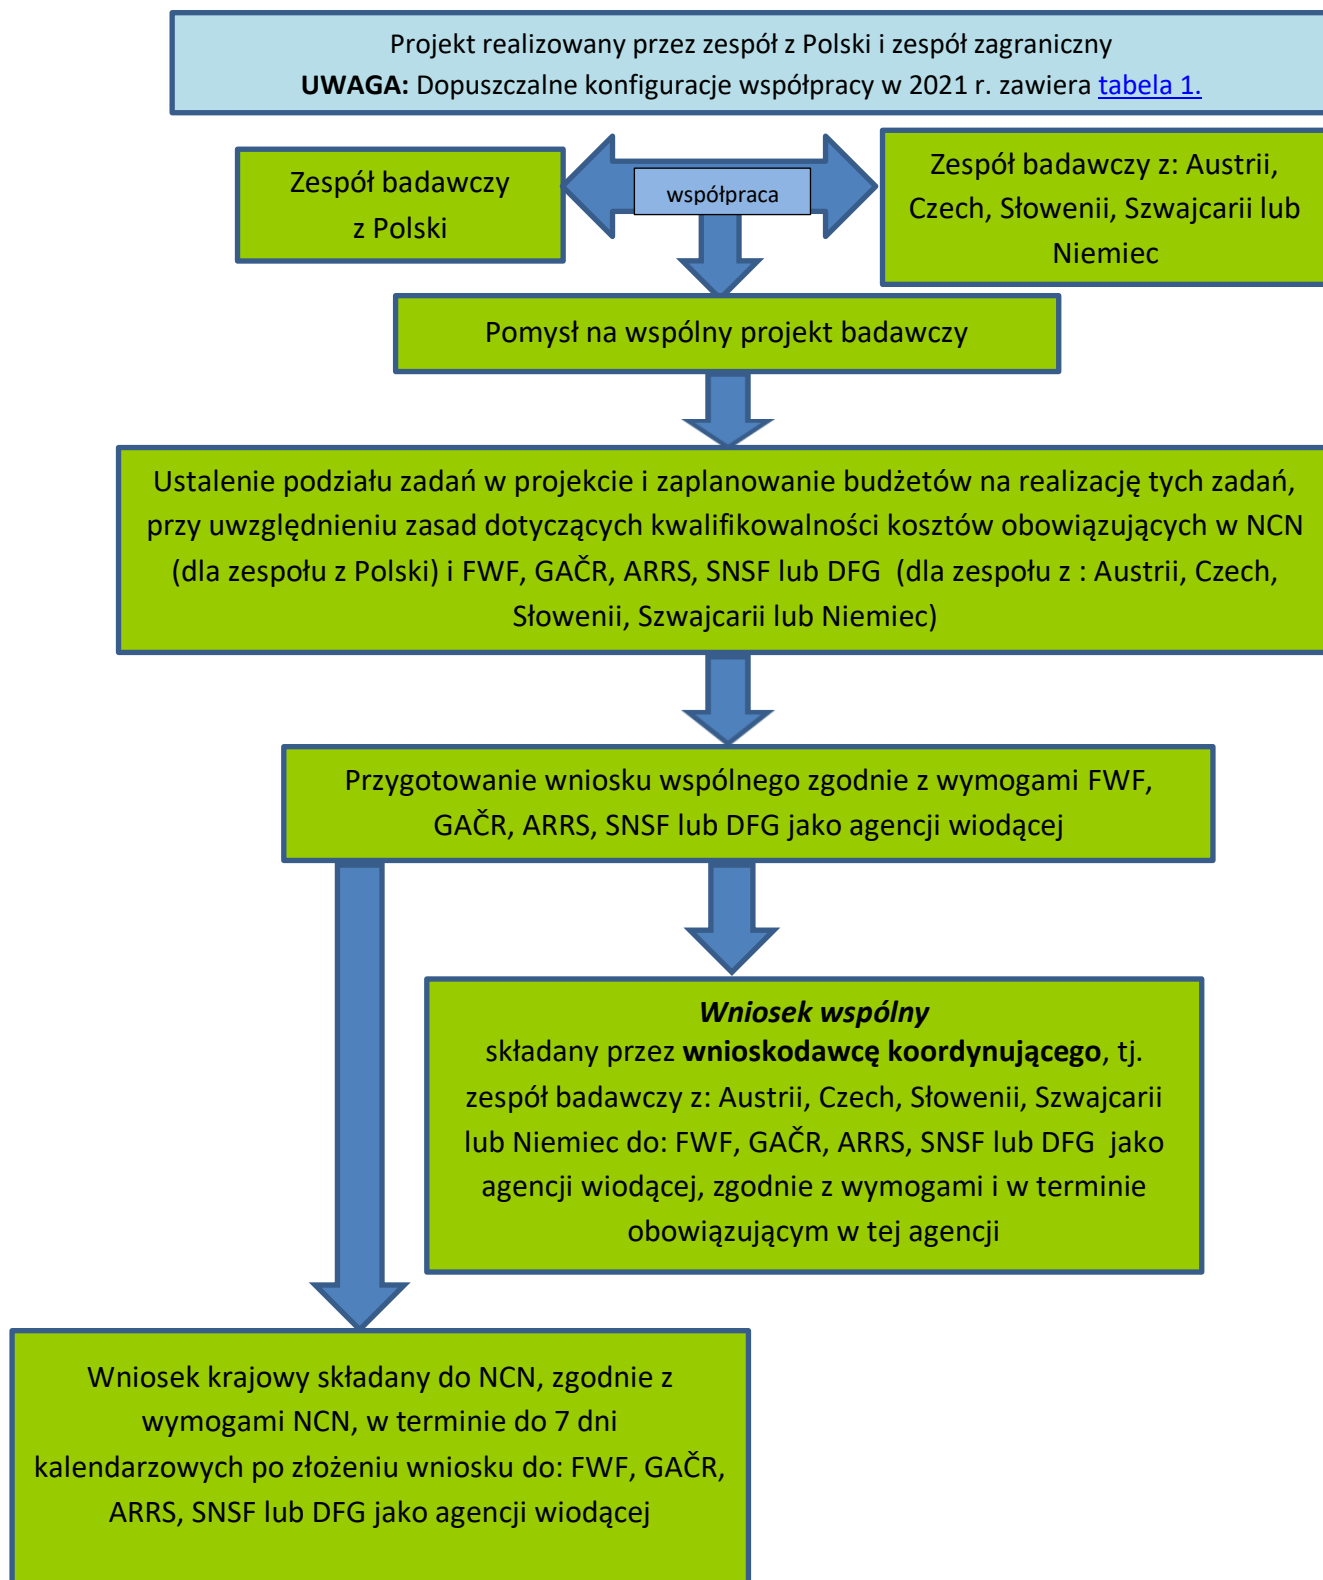 Projekt realizowany przez zespół z Polski i zespół zagraniczny
UWAGA: Dopuszczalne konfiguracje współpracy w 2021 r. zawiera tabela 1.
Zespół badawczy
z Polski
współpraca
Zespół badawczy z: Austrii,
Czech, Słowenii, Szwajcarii lub
Niemiec
Pomysł na wspólny projekt badawczy
Ustalenie podziału zadań w projekcie i zaplanowanie budżetów na realizację tych zadań,
przy uwzględnieniu zasad dotyczących kwalifikowalności kosztów obowiązujących w NCN
(dla zespołu z Polski) i FWF, GAČR, ARRS, SNSF lub DFG (dla zespołu z : Austrii, Czech,
Słowenii, Szwajcarii lub Niemiec)
Przygotowanie wniosku wspólnego zgodnie z wymogami FWF,
GAČR, ARRS, SNSF lub DFG jako agencji wiodącej
Wniosek wspólny
składany przez wnioskodawcę koordynującego, tj.
zespół badawczy z: Austrii, Czech, Słowenii, Szwajcarii
lub Niemiec do: FWF, GAČR, ARRS, SNSF lub DFG jako
agencji wiodącej, zgodnie z wymogami i w terminie
obowiązującym w tej agencji
Wniosek krajowy składany do NCN, zgodnie z
wymogami NCN, w terminie do 7 dni
kalendarzowych po złożeniu wniosku do: FWF, GAČR,
ARRS, SNSF lub DFG jako agencji wiodącej